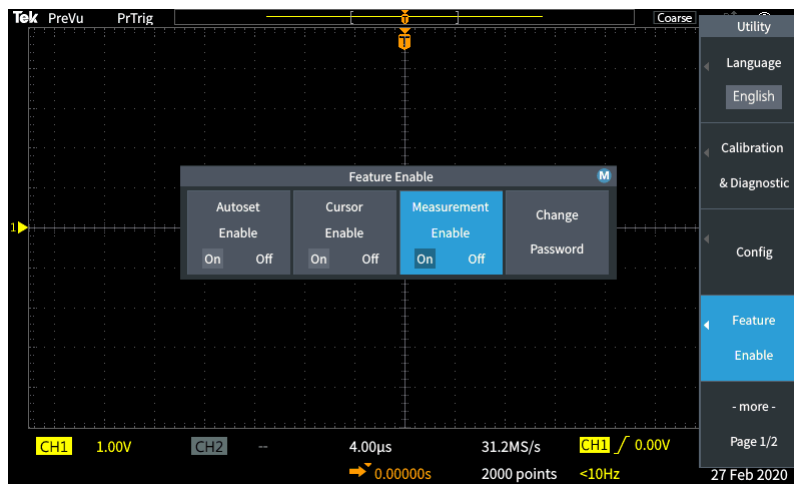 Tek PreVu PrTrig Coarse
T
T
Utility
Language
English
Calibration
& Diagnostic
Config
Feature
Enable
- more -
Page 1/2
Feature Enable M
Autoset
Enable
On Off
Cursor
Enable
On Off
Measurement
Enable
On Off
Change
Password
1
CH1 1.00V CH2 -- 4.00µs 31.2MS/s CH1 0.00V
0.00000s 2000 points <10Hz 27 Feb 2020